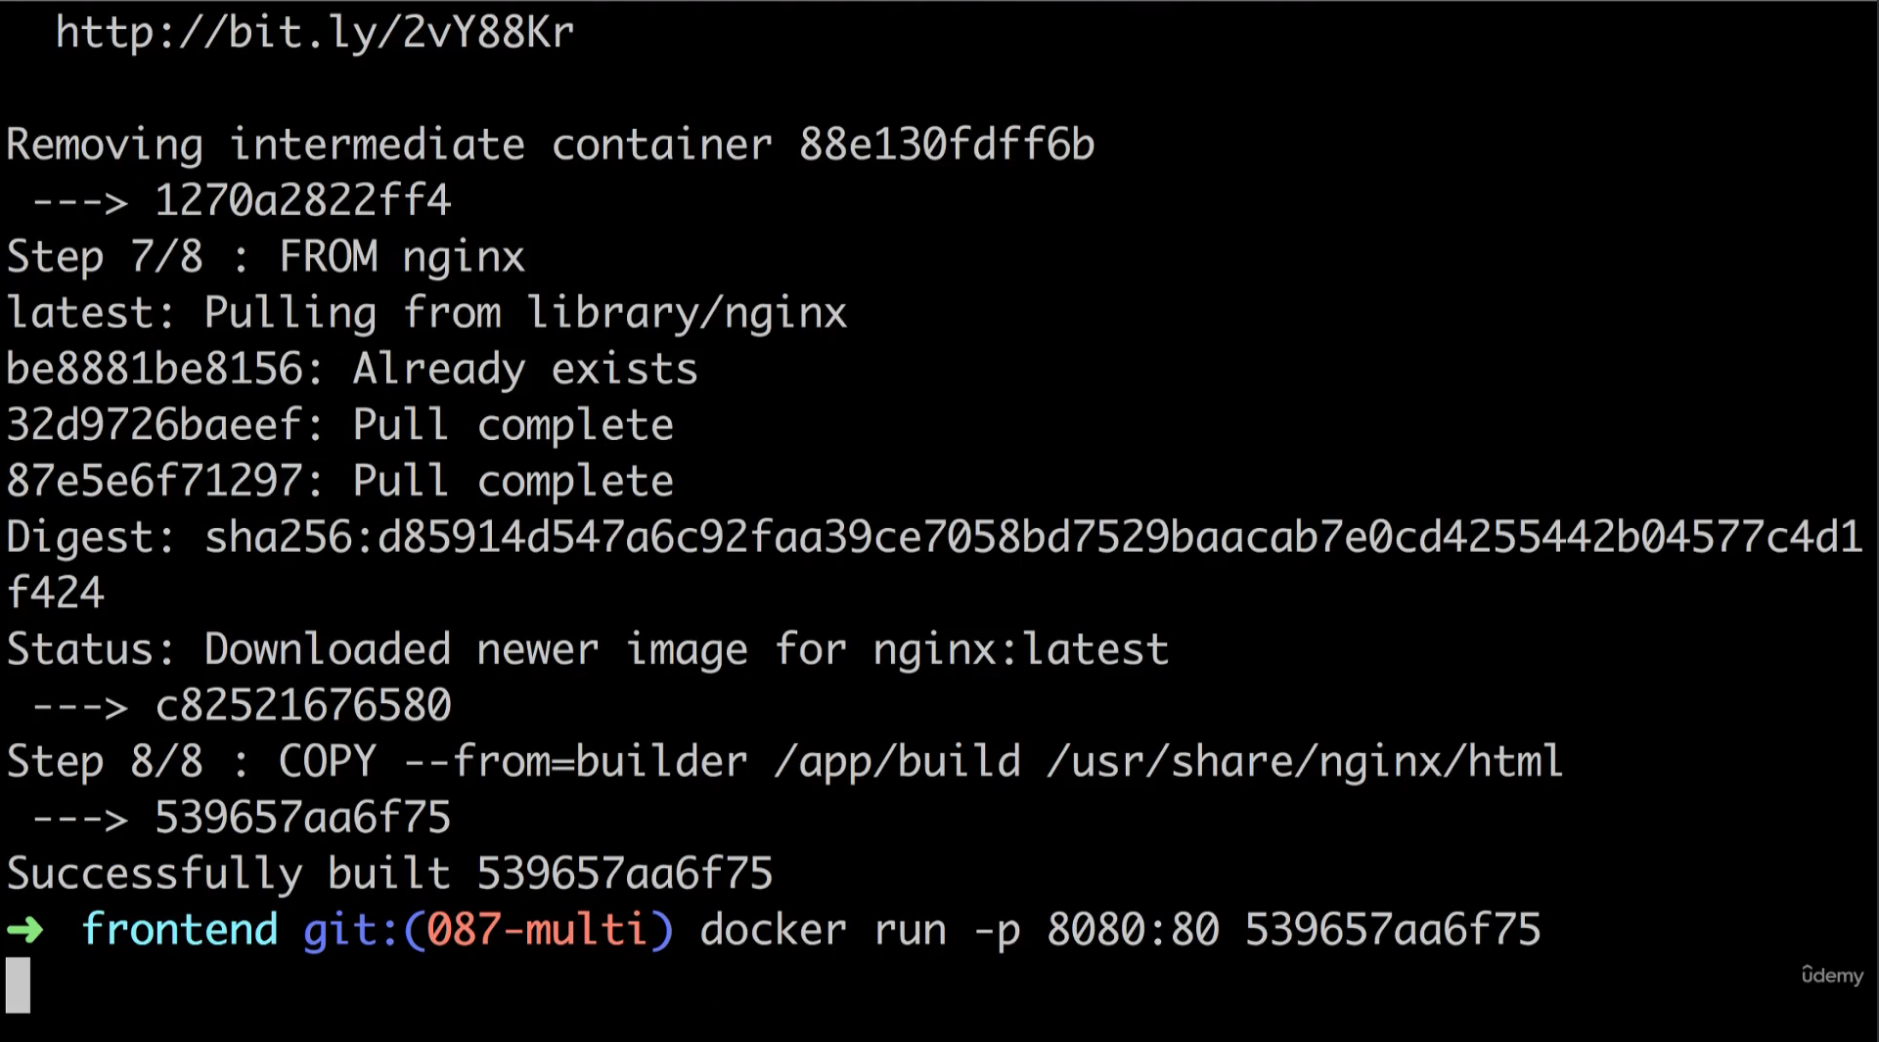 http://bit.ly/2vY88Kr
Removing intermediate container 88e130fdff6b
---> 1270a2822ff4
Step 7/8 : FROM nginx
latest: Pulling from library/nginx
be8881be8156: Already exists
32d9726baeef: Pull complete
87e5e6f71297: Pull complete
Digest: sha256:d85914d547a6c92faa39ce7058bd7529baacab7e0cd4255442b04577c4d1
f424
Status: Downloaded newer image for nginx:latest
---> c82521676580
Step 8/8 : COPY --from=builder /app/build /usr/share/nginx/html
---> 539657aa6f75
Successfully built 539657aa6f75
➜ frontend git:(087-multi) docker run -p 8080:80 539657aa6f75
ûdemy